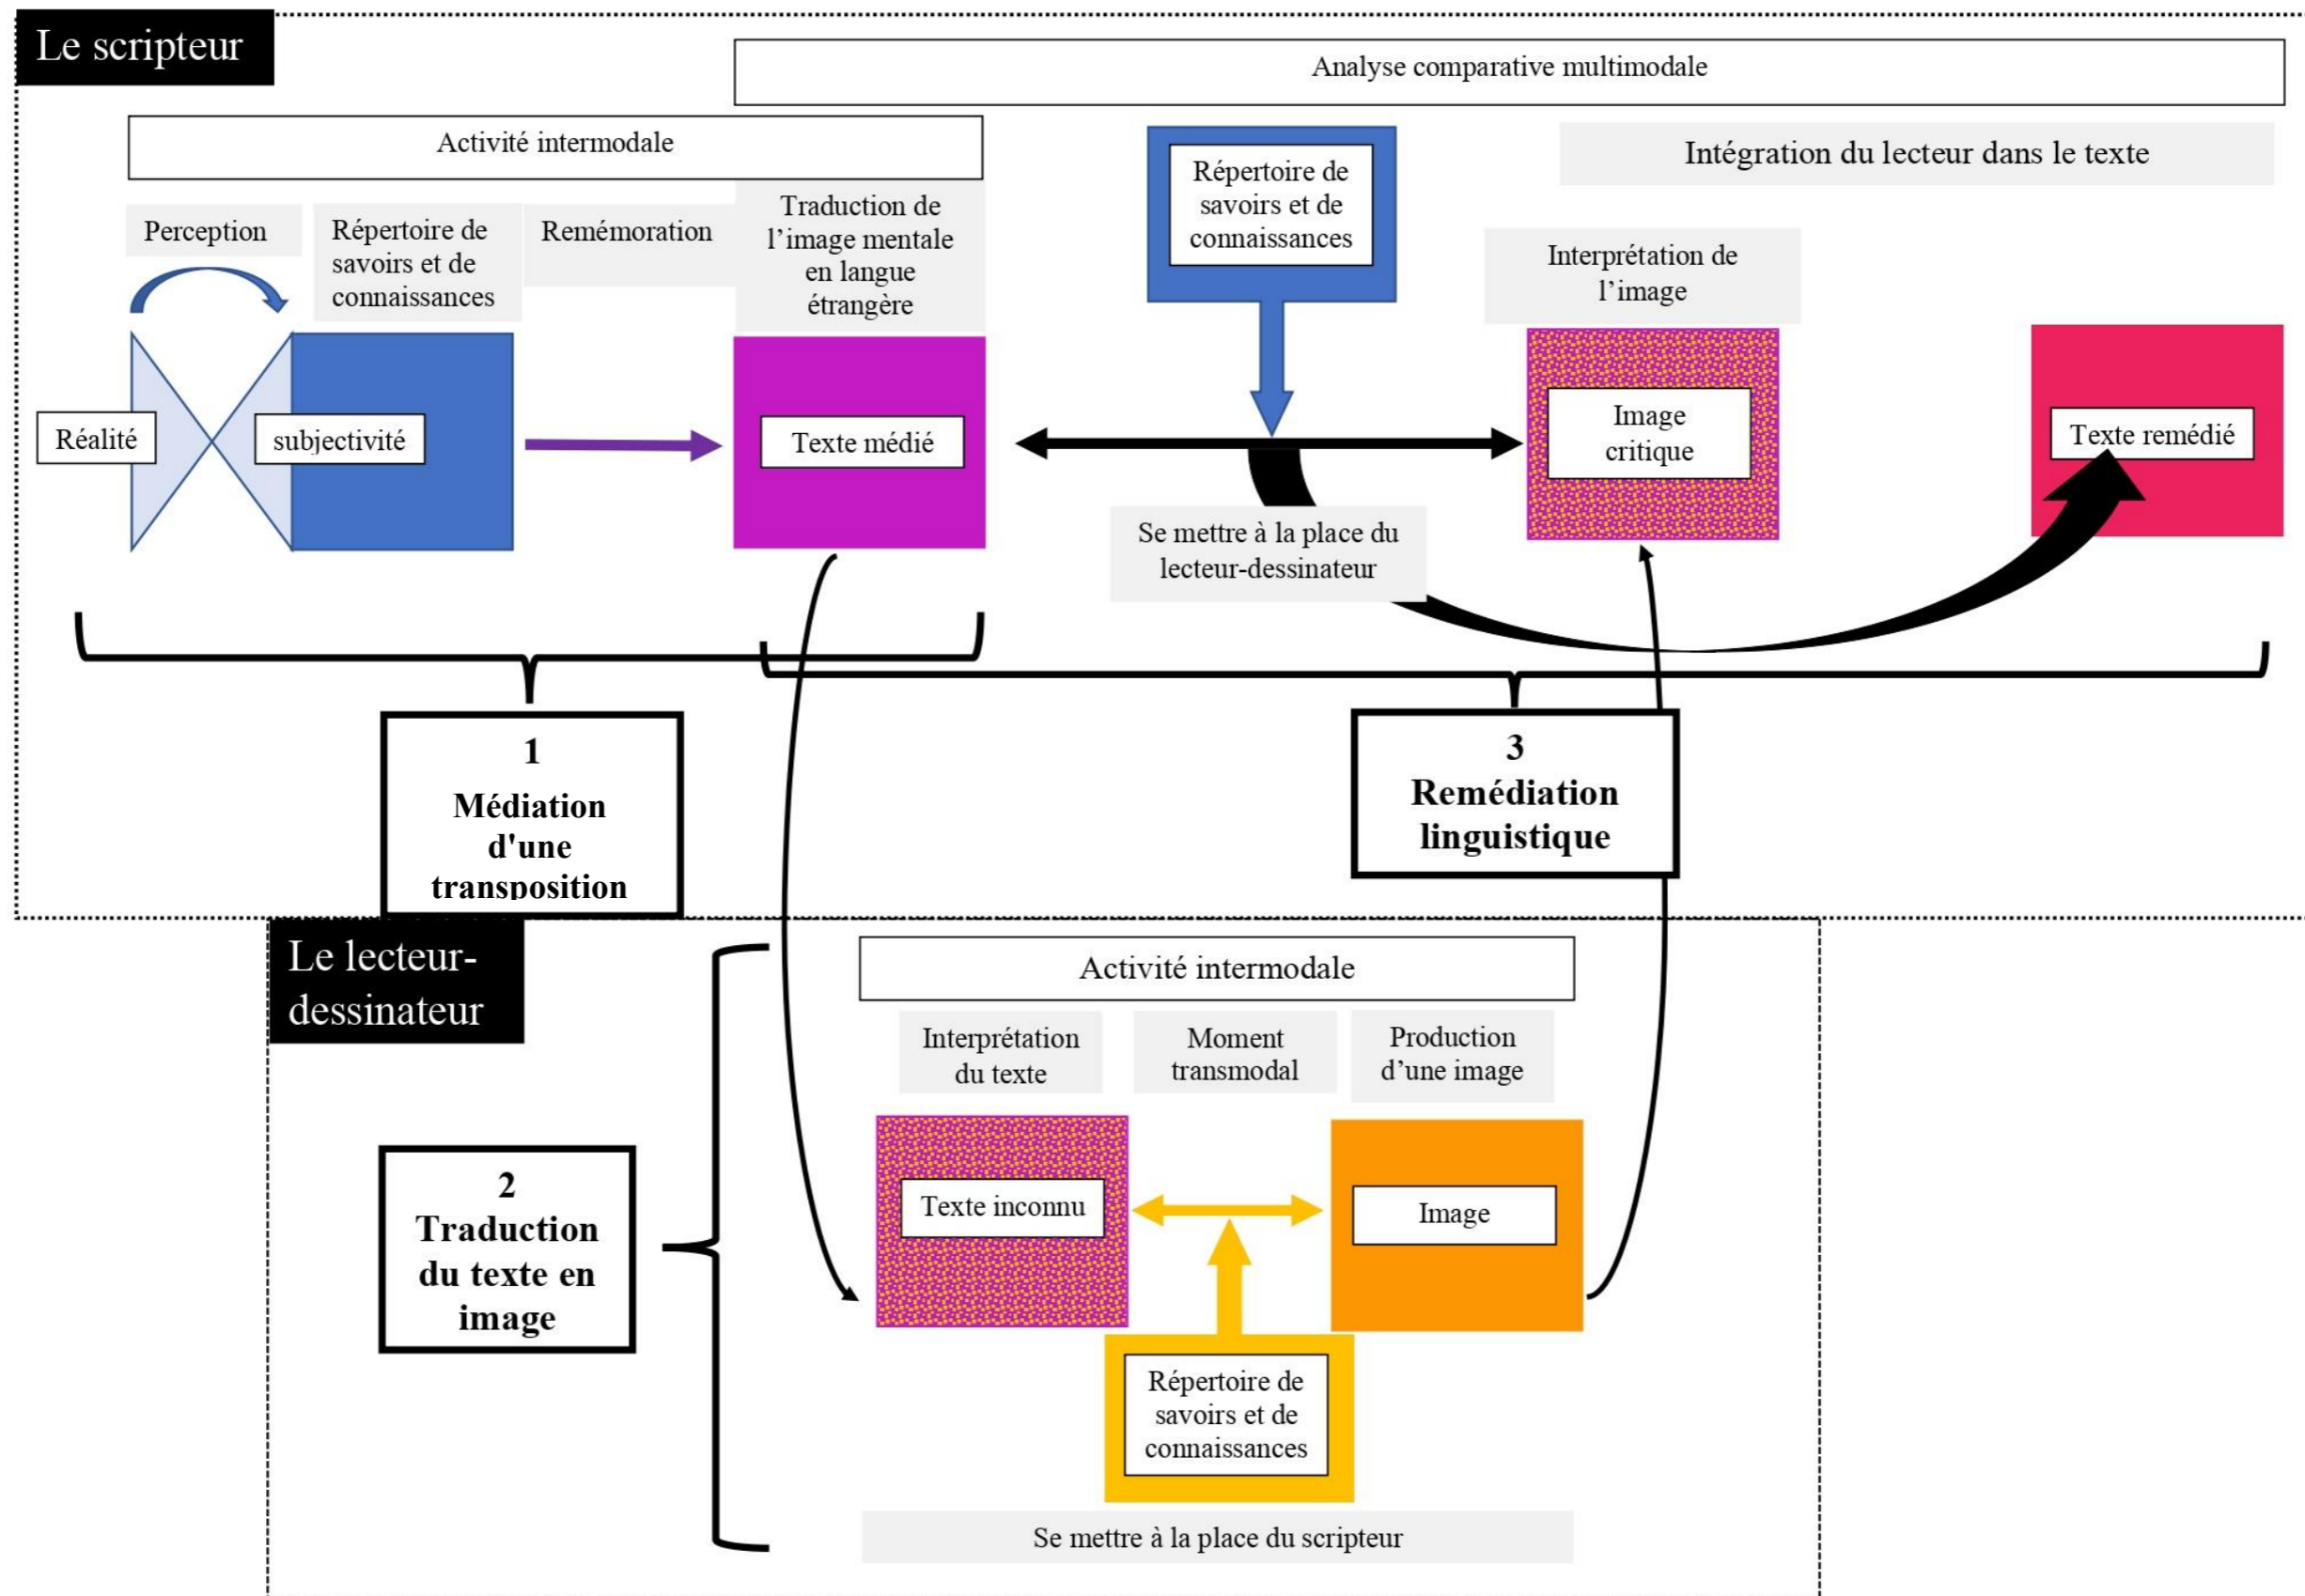 Le scripteur
Analyse comparative multimodale
Activité intermodale
Perception
Répertoire de
savoirs et de
connaissances
Remémoration
Traduction de
l’image mentale
en langue
étrangère
Répertoire de
savoirs et de
connaissances
Intégration du lecteur dans le texte
Interprétation de
l’image
Réalité
subjectivité
Texte médié
Image
critique
Texte remédié
Se mettre à la place du
lecteur-dessinateur
1
Médiation
d'une
transposition
3
Remédiation
linguistique
Le lecteur-
dessinateur
Activité intermodale
Interprétation
du texte
Moment
transmodal
Production
d’une image
2
Traduction
du texte en
image
Texte inconnu
Image
Répertoire de
savoirs et de
connaissances
Se mettre à la place du scripteur